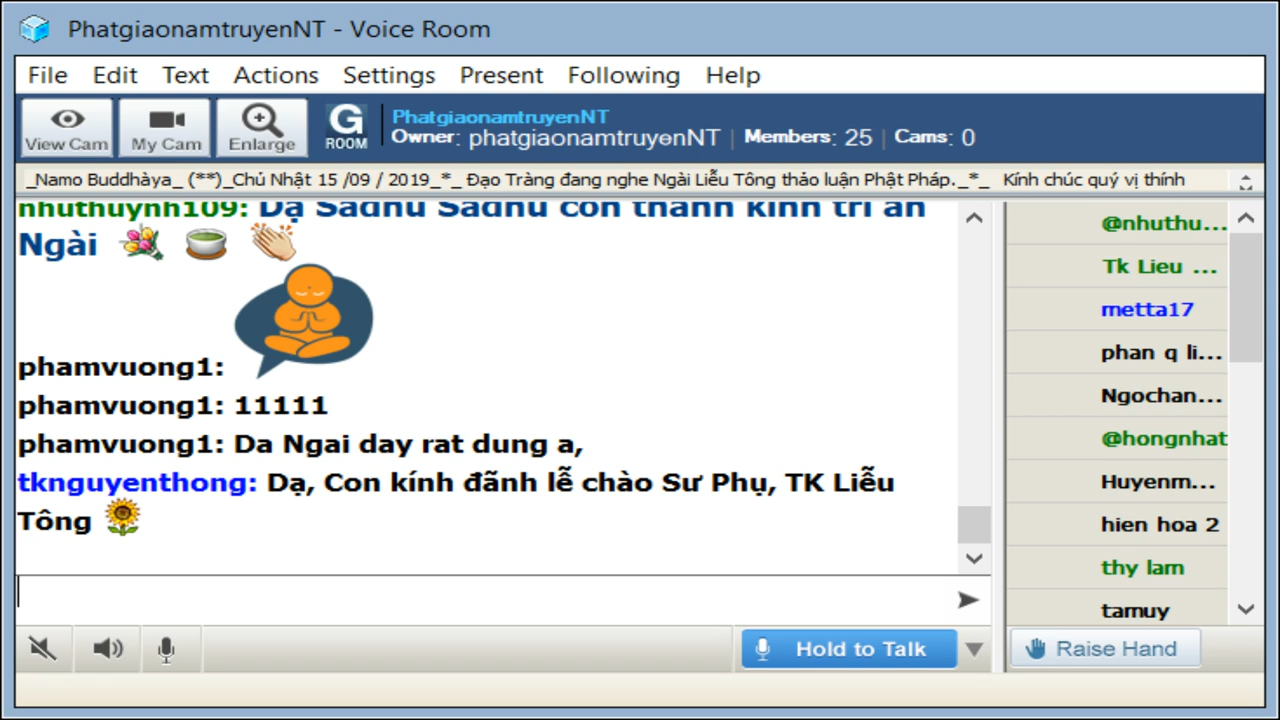 PhatgiaonamtruyenNT - Voice Room
File Edit Text Actions Settings Present Following Help
View Cam My Cam Enlarge G ROOM
PhatgiaonamtruyenNT
Owner: phatgiaonamtruyenNT | Members: 25 | Cams: 0
_Namo Buddhàya_ (**)_Chủ Nhật 15 /09 / 2019_*_ Đạo Tràng đang nghe Ngài Liễu Tông thảo luận Phật Pháp._*_ Kính chúc quý vị thính
nhuthuynh109: Dạ Sadhu Sadhu con thành kính tri ân
Ngài
phamvuong1:
phamvuong1: 11111
phamvuong1: Da Ngai day rat dung a,
tknguyenthong: Dạ, Con kính đãnh lễ chào Sư Phụ, TK Liễu
Tông
@nhuthu...
Tk Lieu ...
metta17
phan q li...
Ngochan...
@hongnhat
Huyenm...
hien hoa 2
thy lam
tamuy
Hold to Talk
Raise Hand